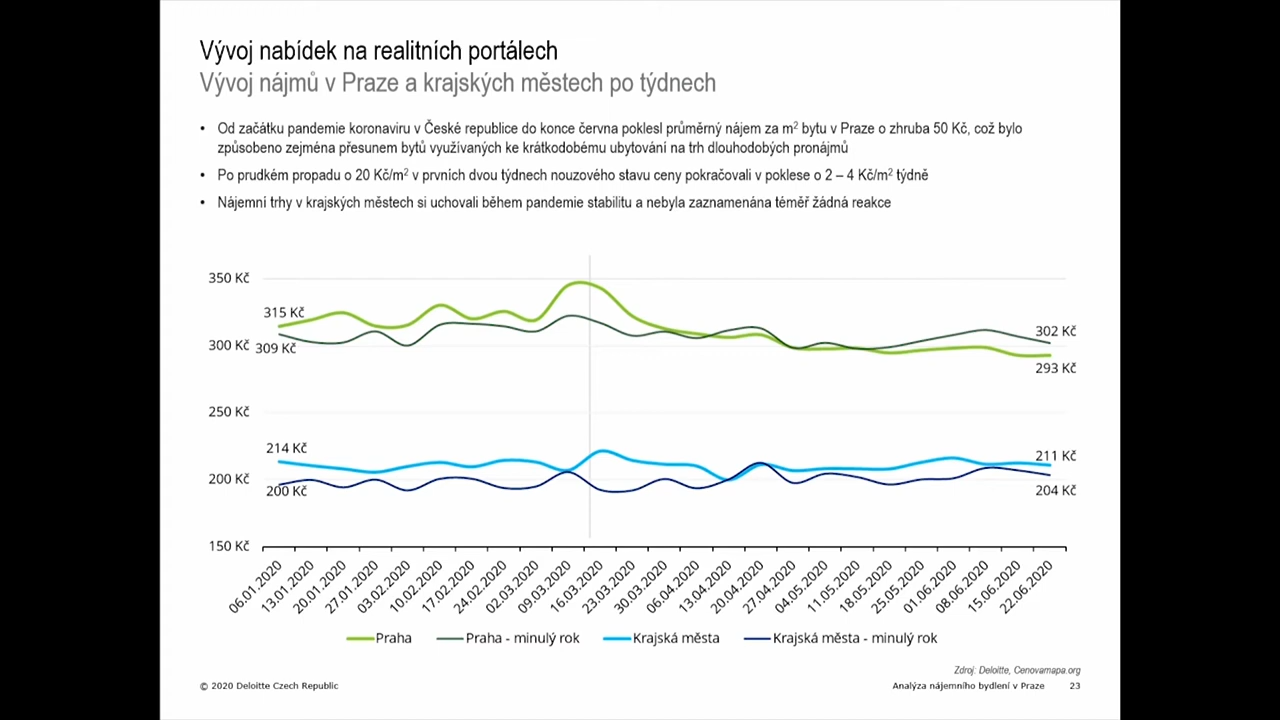 Vývoj nabídek na realitních portálech
Vývoj nájmů v Praze a krajských městech po týdnech
• Od začátku pandemie koronaviru v České republice do konce června poklesl průměrný nájem za m² bytu v Praze o zhruba 50 Kč, což bylo
způsobeno zejména přesunem bytů využívaných ke krátkodobému ubytování na trh dlouhodobých pronájmů
• Po prudkém propadu o 20 Kč/m² v prvních dvou týdnech nouzového stavu ceny pokračovali v poklese o 2 – 4 Kč/m² týdně
• Nájemní trhy v krajských městech si uchovali během pandemie stabilitu a nebyla zaznamenána téměř žádná reakce
350 Kč
315 Kč
302 Kč
300 Kč
309 Kč
293 Kč
250 Kč
214 Kč
211 Kč
200 Kč
200 Kč
204 Kč
150 Kč
06.01.2020
13.01.2020
20.01.2020
27.01.2020
03.02.2020
10.02.2020
17.02.2020
24.02.2020
02.03.2020
09.03.2020
16.03.2020
23.03.2020
30.03.2020
06.04.2020
13.04.2020
20.04.2020
27.04.2020
04.05.2020
11.05.2020
18.05.2020
25.05.2020
01.06.2020
08.06.2020
15.06.2020
22.06.2020
Praha
Praha - minulý rok
Krajská města
Krajská města - minulý rok
Zdroj: Deloitte, Cenovamapa.org
© 2020 Deloitte Czech Republic
Analýza nájemního bydlení v Praze 23